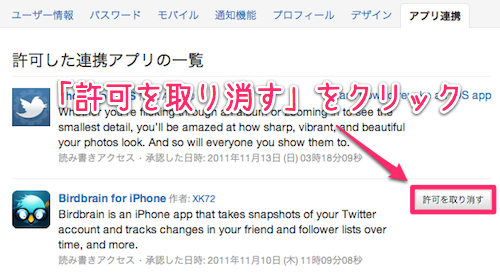 ユーザー情報 パスワード モバイル 通知機能 プロフィール デザイン アプリ連携
許可した連携アプリの一覧
「許可を取り消す」をクリック
S app
Whether you're flicking through an album or zooming in to see the
smallest detail, you'll be amazed at how sharp, vibrant, and beautiful
your photos look. And so will everyone you show them to.
読み書きアクセス・承認した日時: 2011年11月13日 (日) 03時18分09秒
Birdbrain for iPhone 作者: XK72
許可を取り消す
Birdbrain is an iPhone app that takes snapshots of your Twitter
account and tracks changes in your friend and follower lists over
time, and more.
読み書きアクセス・承認した日時: 2011年11月10日 (木) 11時09分08秒